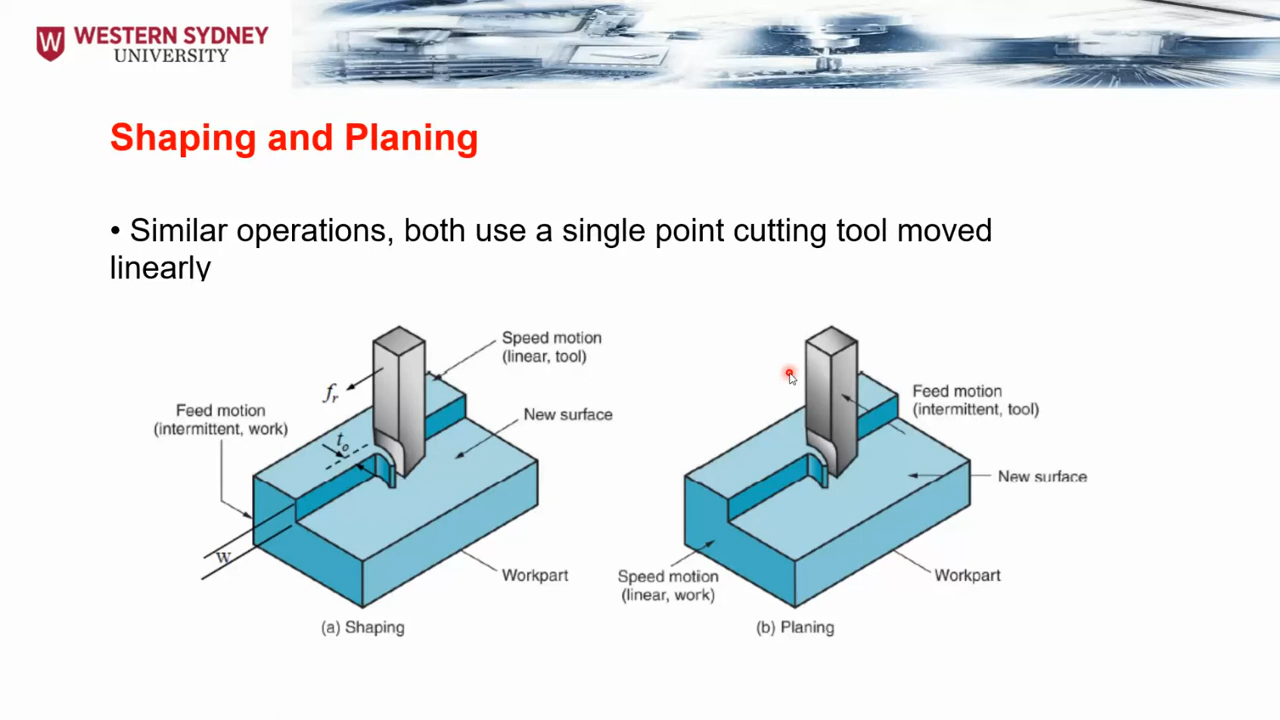 WESTERN SYDNEY
UNIVERSITY
Shaping and Planing
• Similar operations, both use a single point cutting tool moved
linearly
Speed motion
(linear, tool)
fr
Feed motion
(intermittent, work)
to
New surface
w
Workpart
(a) Shaping
Feed motion
(intermittent, tool)
New surface
Speed motion
(linear, work)
Workpart
(b) Planing